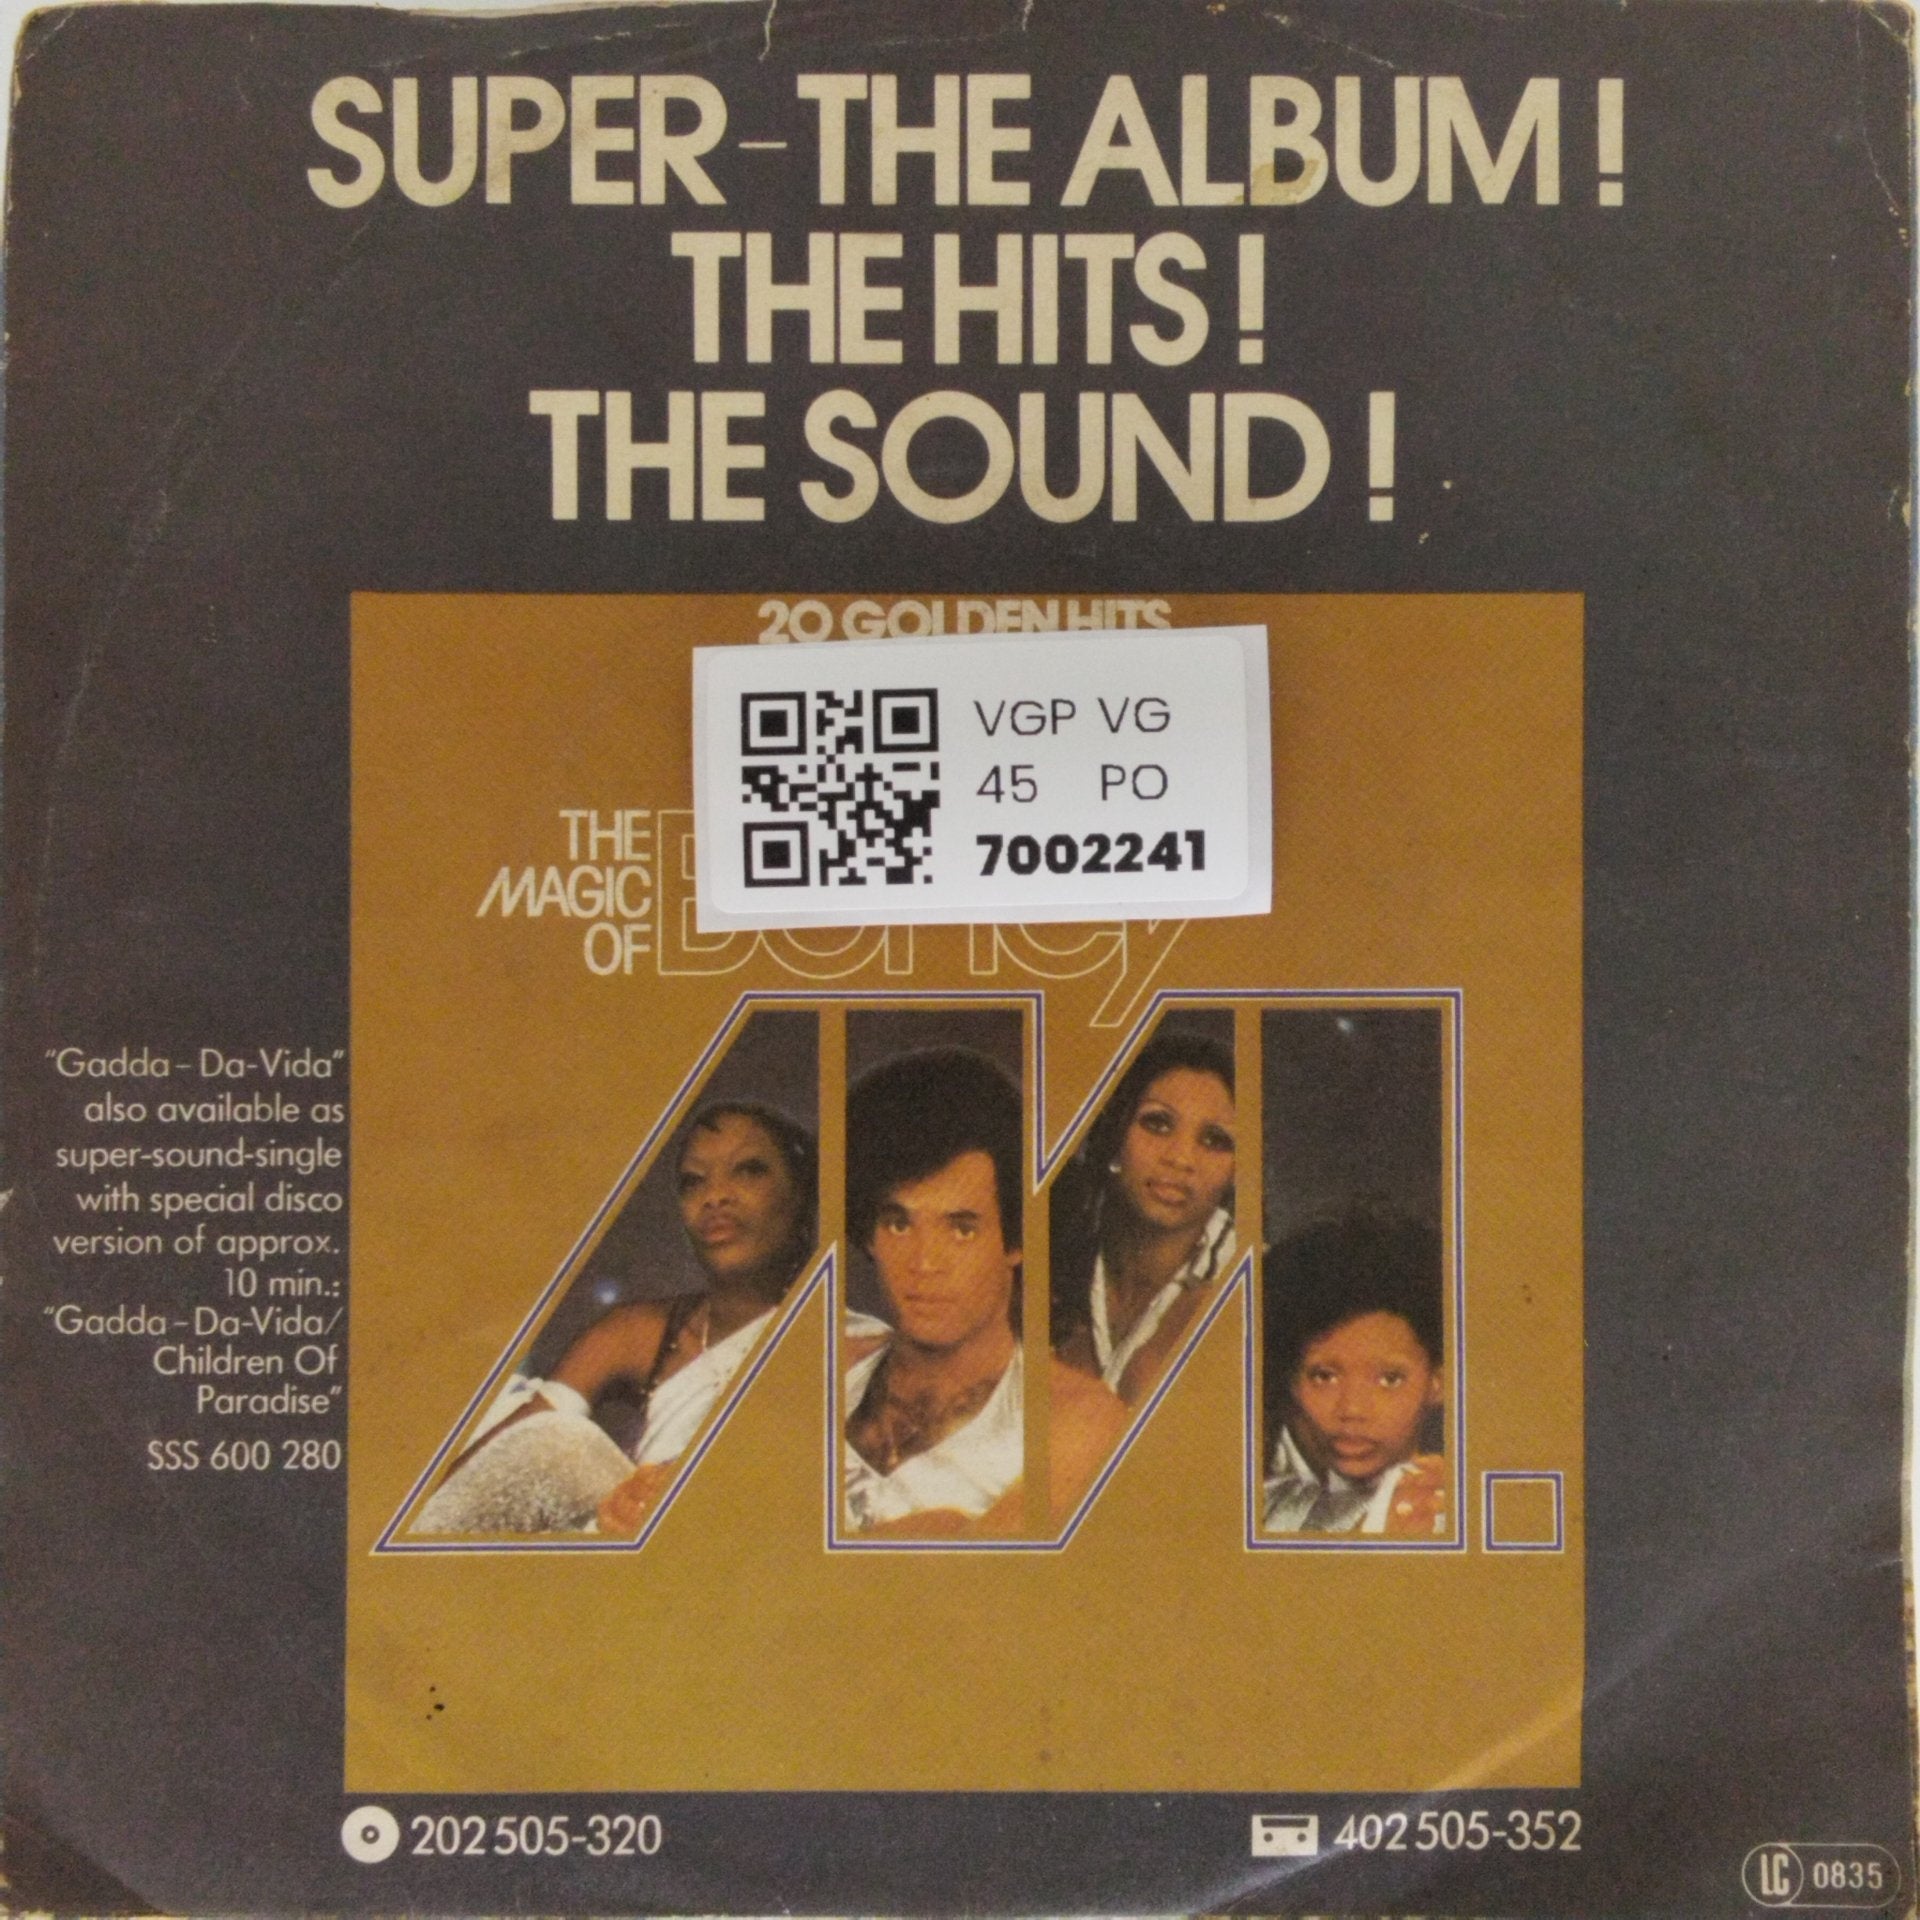 SUPER – THE ALBUM !
THE HITS !
THE SOUND !
20 GOLDEN HITS
VGP VG
45 PO
7002241
THE
MAGIC
OF
Boney
M.
"Gadda – Da-Vida"
also available as
super-sound-single
with special disco
version of approx.
10 min.:
"Gadda – Da-Vida/
Children Of
Paradise"
SSS 600 280
202 505-320
402 505-352
LC 0835